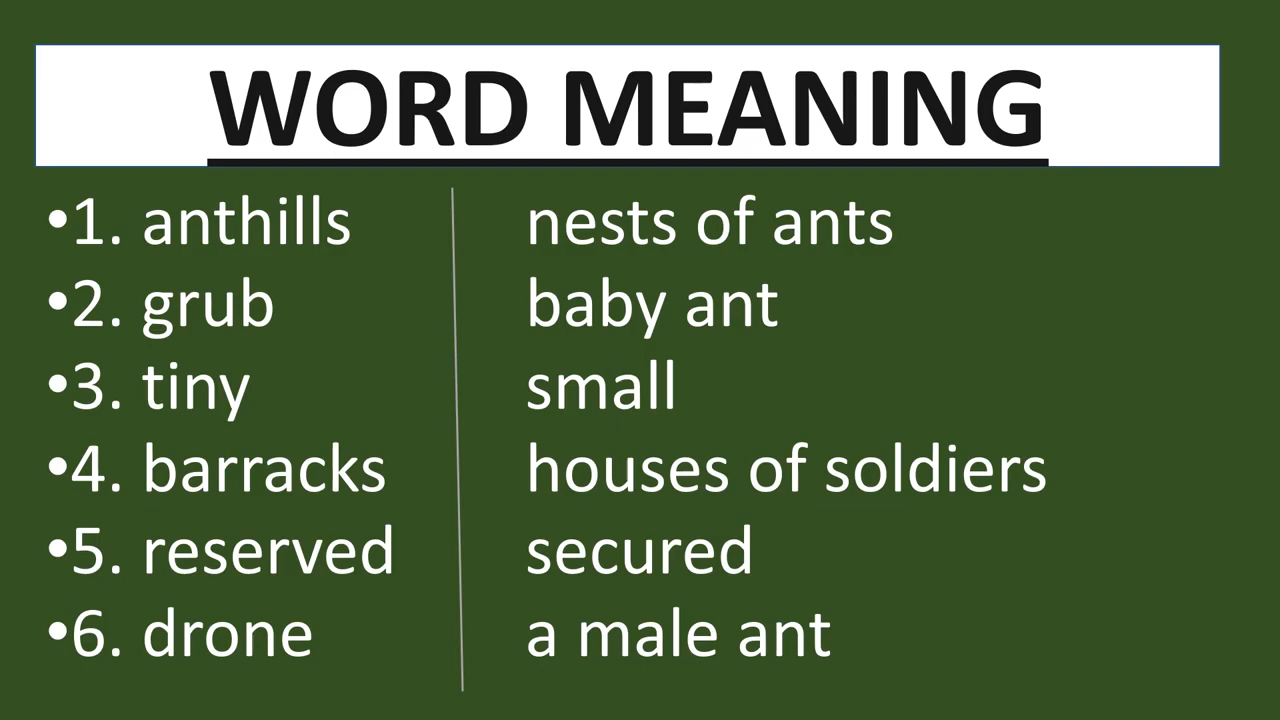 WORD MEANING
•1. anthills nests of ants
•2. grub baby ant
•3. tiny small
•4. barracks houses of soldiers
•5. reserved secured
•6. drone a male ant